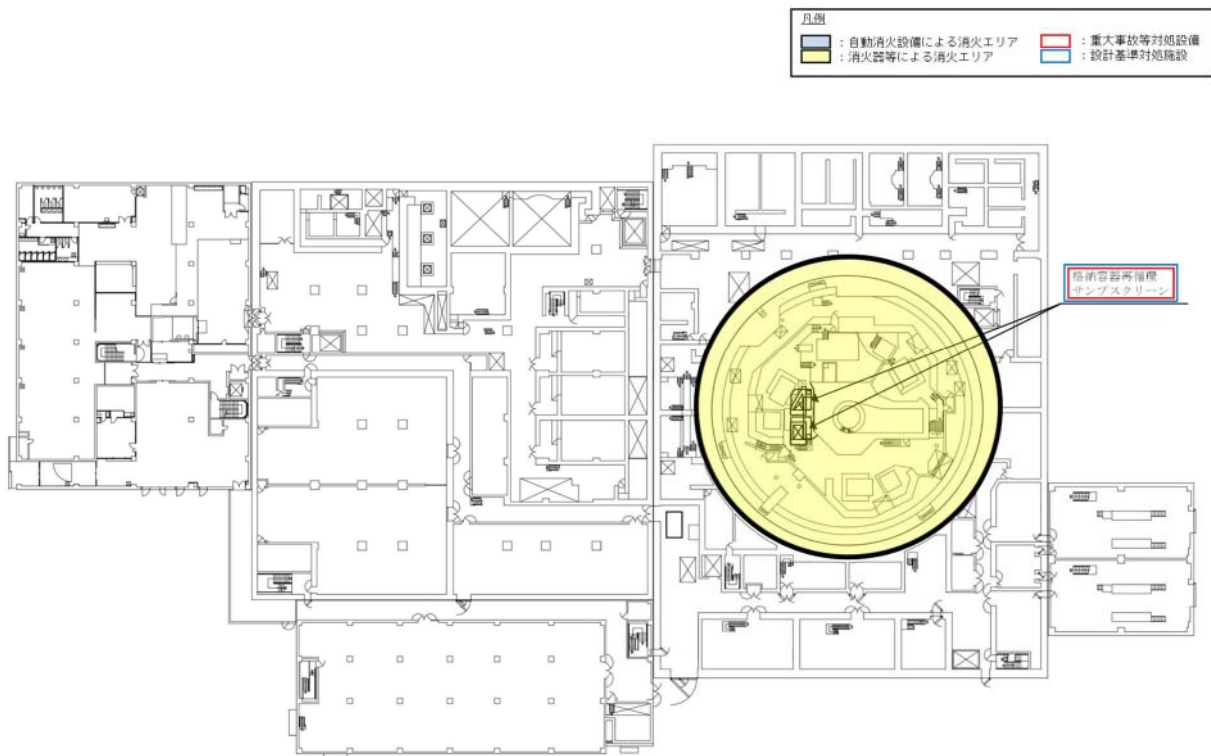 凡例
：自動消火設備による消火エリア
：重大事故等対処設備
：消火器等による消火エリア
：設計基準対処施設
格納容器再循環
サンプスクリーン